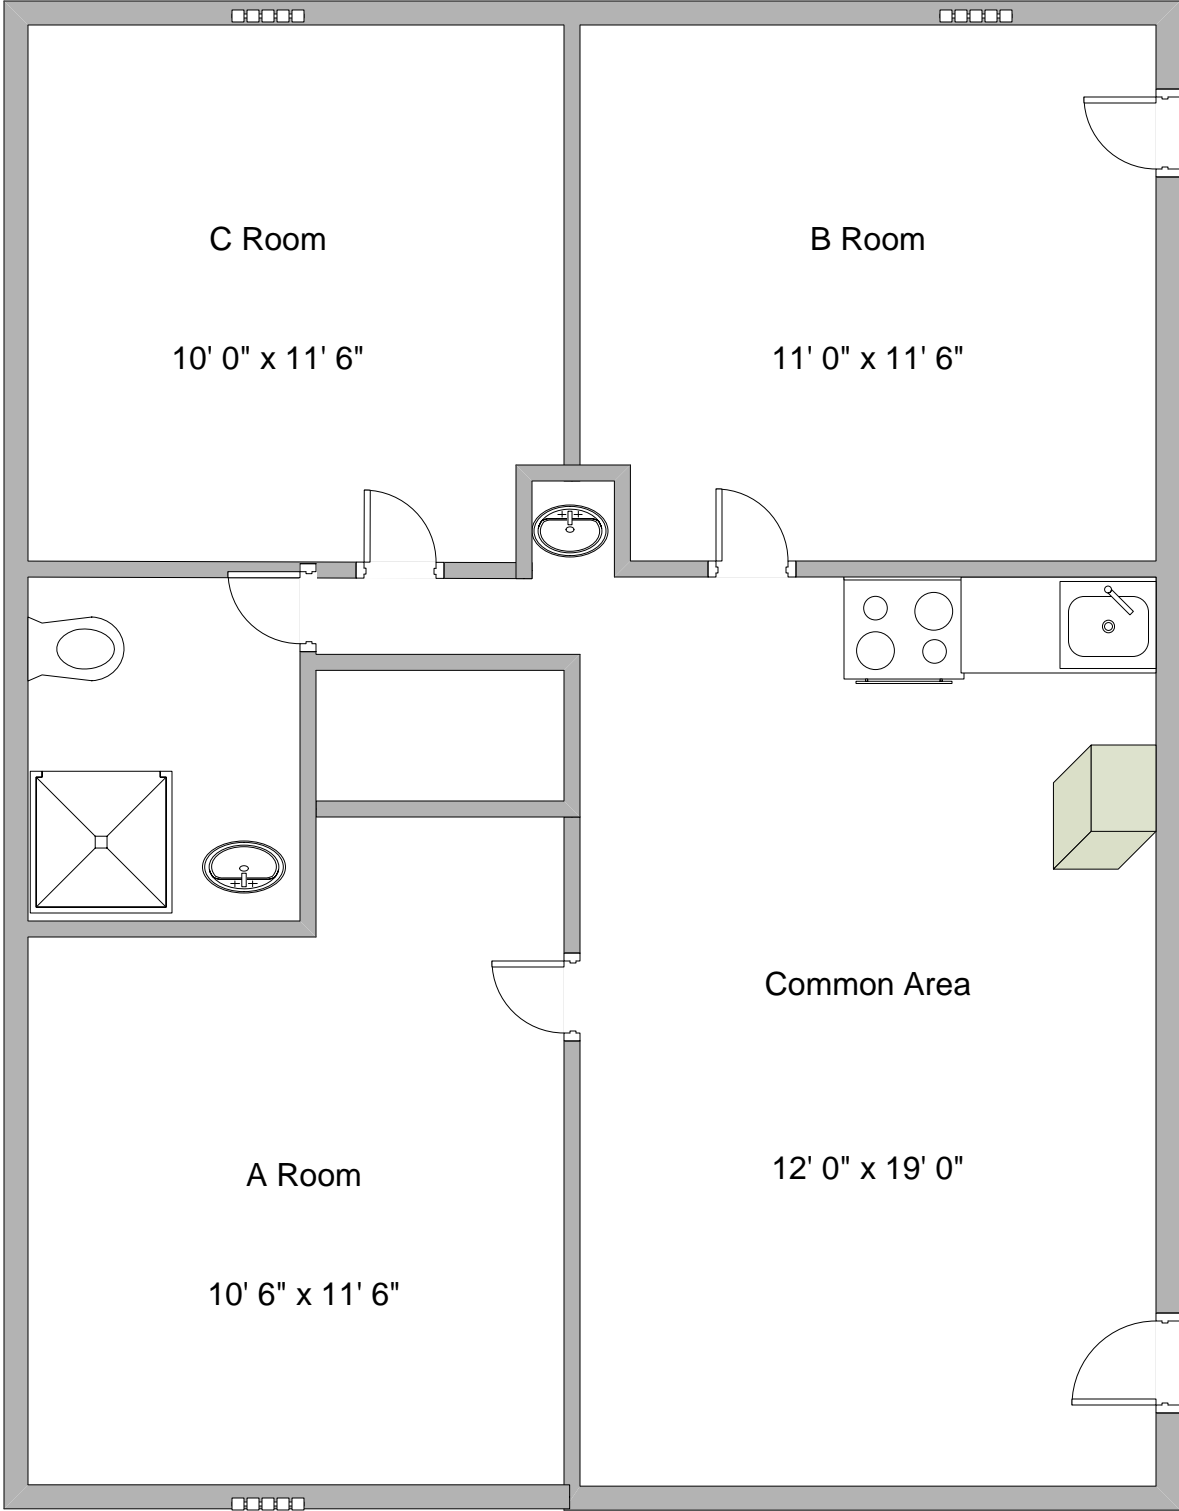 C Room
10' 0" x 11' 6"
B Room
11' 0" x 11' 6"
Common Area
12' 0" x 19' 0"
A Room
10' 6" x 11' 6"